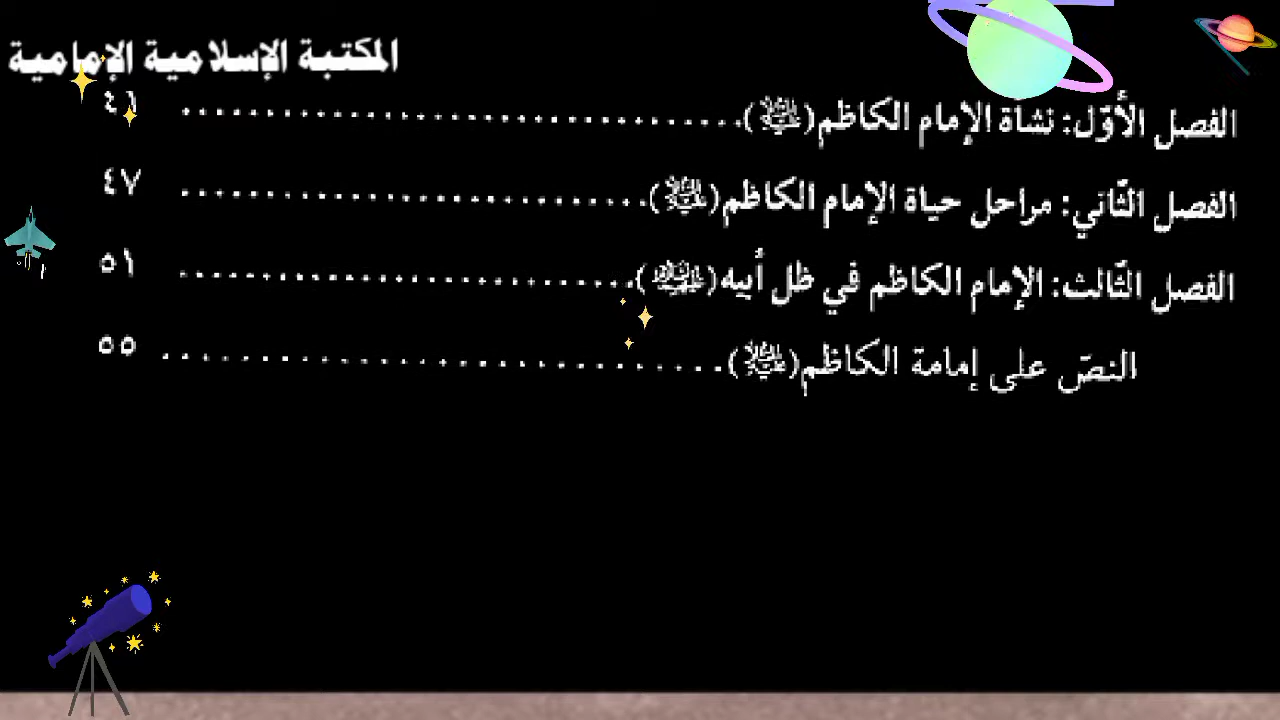 المكتبة الإسلامية الإمامية
الفصل الأوّل: نشأة الإمام الكاظم (عليه السلام) ........................................ ٤١
الفصل الثّاني: مراحل حياة الإمام الكاظم (عليه السلام) ........................................ ٤٧
الفصل الثّالث: الإمام الكاظم في ظل أبيه (عليهما السلام) ........................................ ٥١
النصّ على إمامة الكاظم (عليه السلام) ........................................ ٥٥